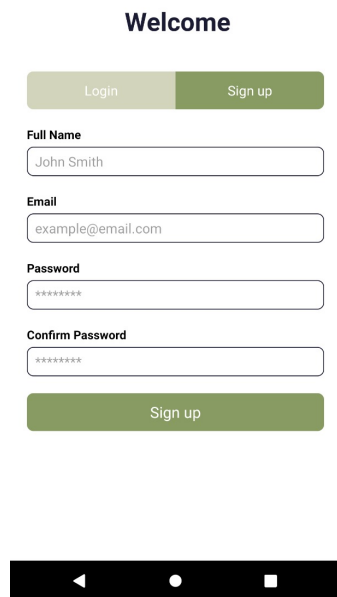 Welcome
Login Sign up
Full Name
John Smith
Email
example@email.com
Password
********
Confirm Password
********
Sign up